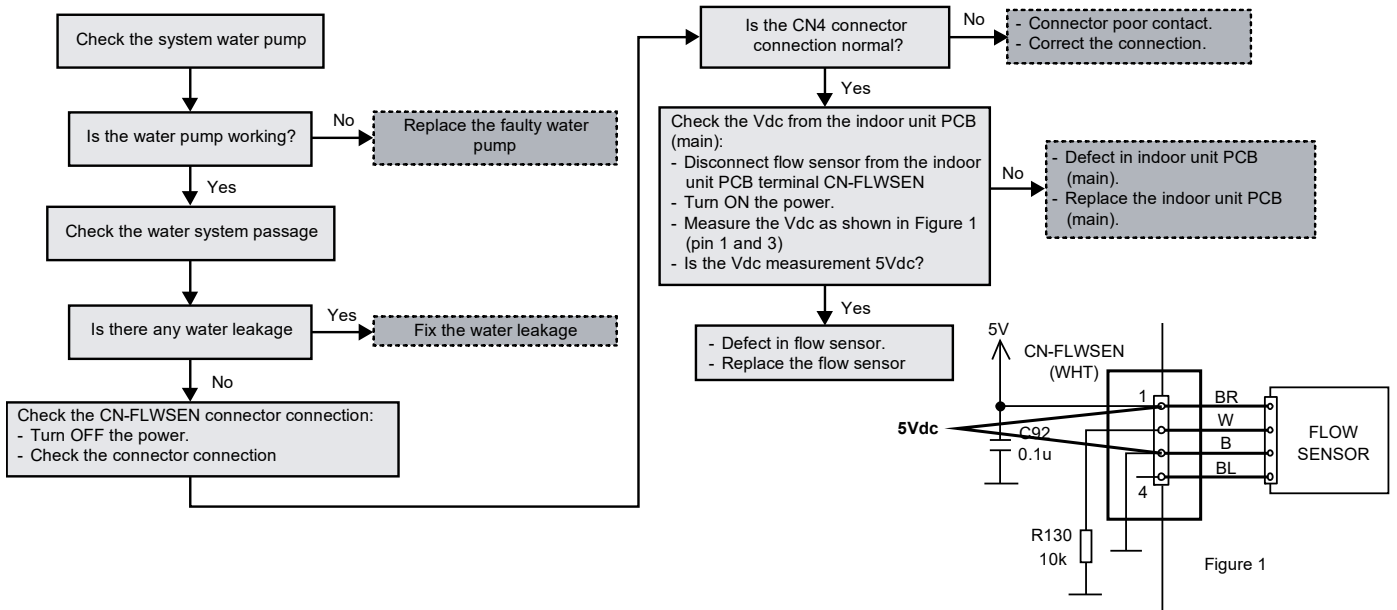 Check the system water pump
Is the water pump working?
No
Replace the faulty water
pump
Yes
Check the water system passage
Is there any water leakage
Yes
Fix the water leakage
No
Check the CN-FLWSEN connector connection:
- Turn OFF the power.
- Check the connector connection
Is the CN4 connector
connection normal?
No
- Connector poor contact.
- Correct the connection.
Yes
Check the Vdc from the indoor unit PCB
(main):
- Disconnect flow sensor from the indoor
unit PCB terminal CN-FLWSEN
- Turn ON the power.
- Measure the Vdc as shown in Figure 1
(pin 1 and 3)
- Is the Vdc measurement 5Vdc?
No
- Defect in indoor unit PCB
(main).
- Replace the indoor unit PCB
(main).
Yes
- Defect in flow sensor.
- Replace the flow sensor
5V
CN-FLWSEN
(WHT)
1
BR
W
B
BL
4
5Vdc
C92
0.1u
FLOW
SENSOR
R130
10k
Figure 1